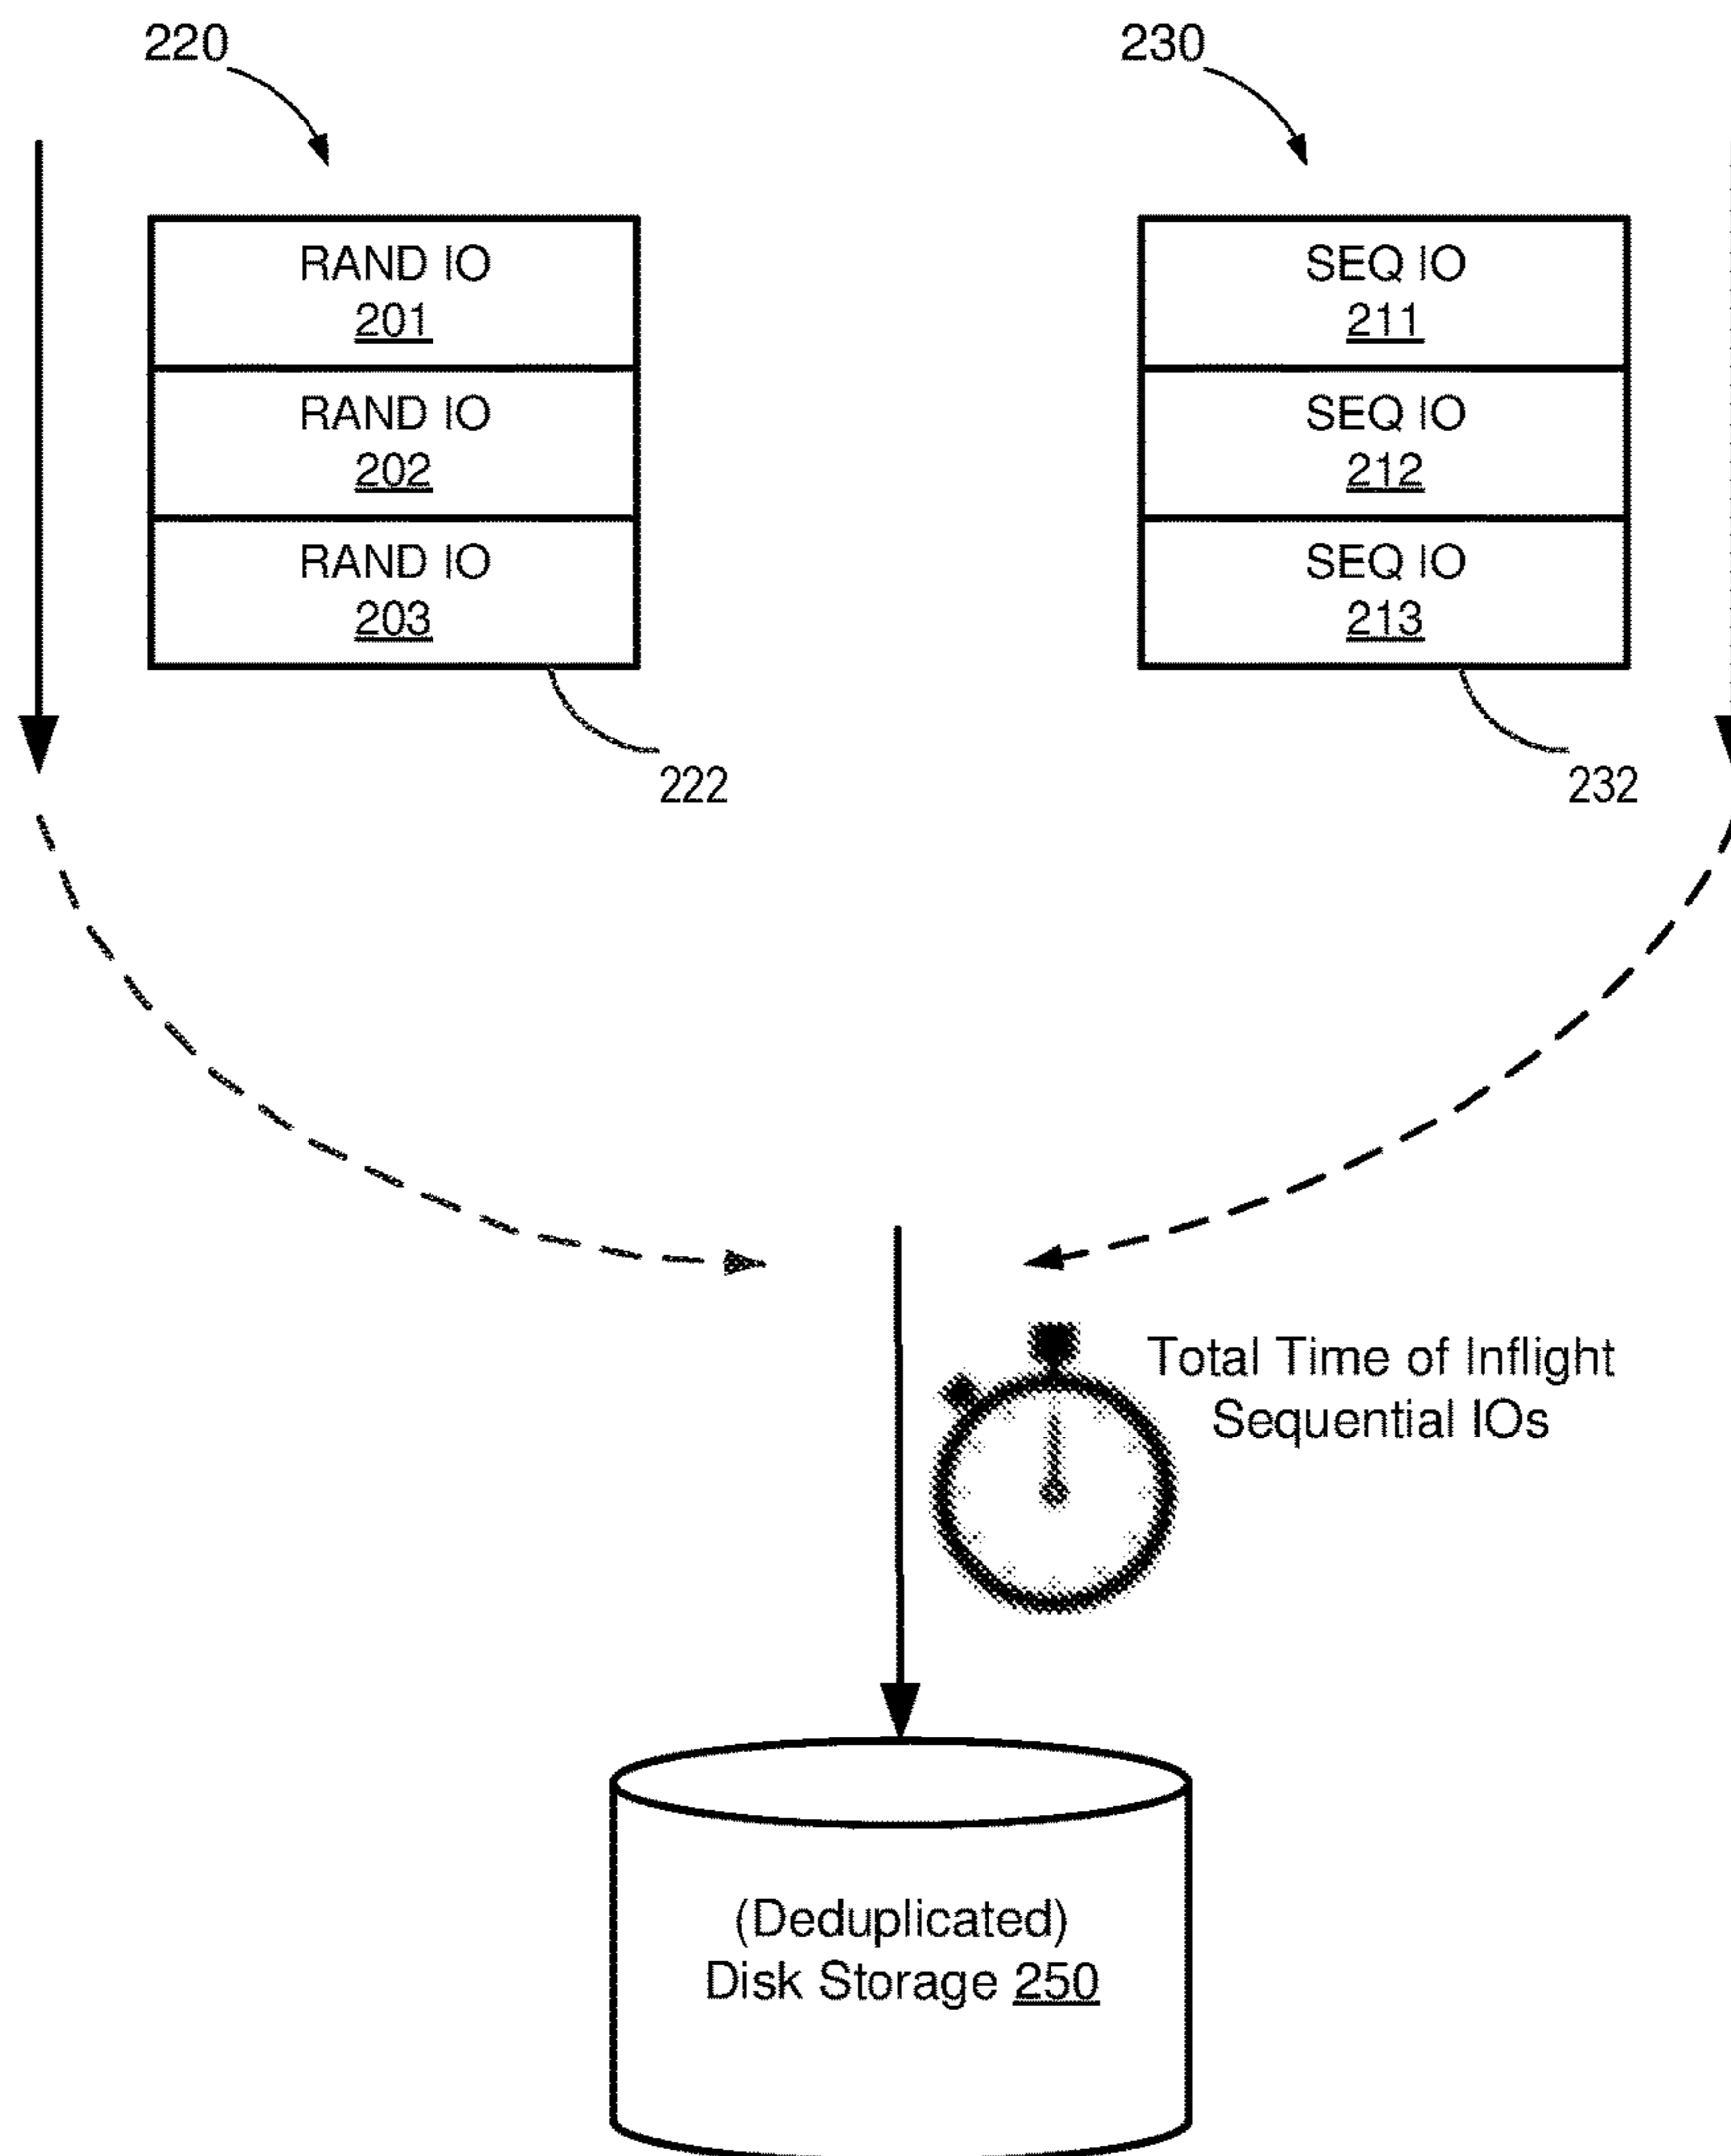 220
230
RAND IO
201
RAND IO
202
RAND IO
203
222
SEQ IO
211
SEQ IO
212
SEQ IO
213
232
Total Time of Inflight
Sequential IOs
(Deduplicated)
Disk Storage 250